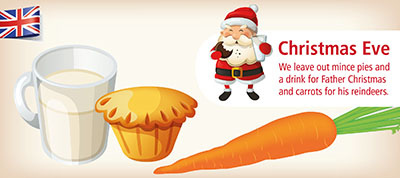 Christmas Eve
We leave out mince pies and
a drink for Father Christmas
and carrots for his reindeers.